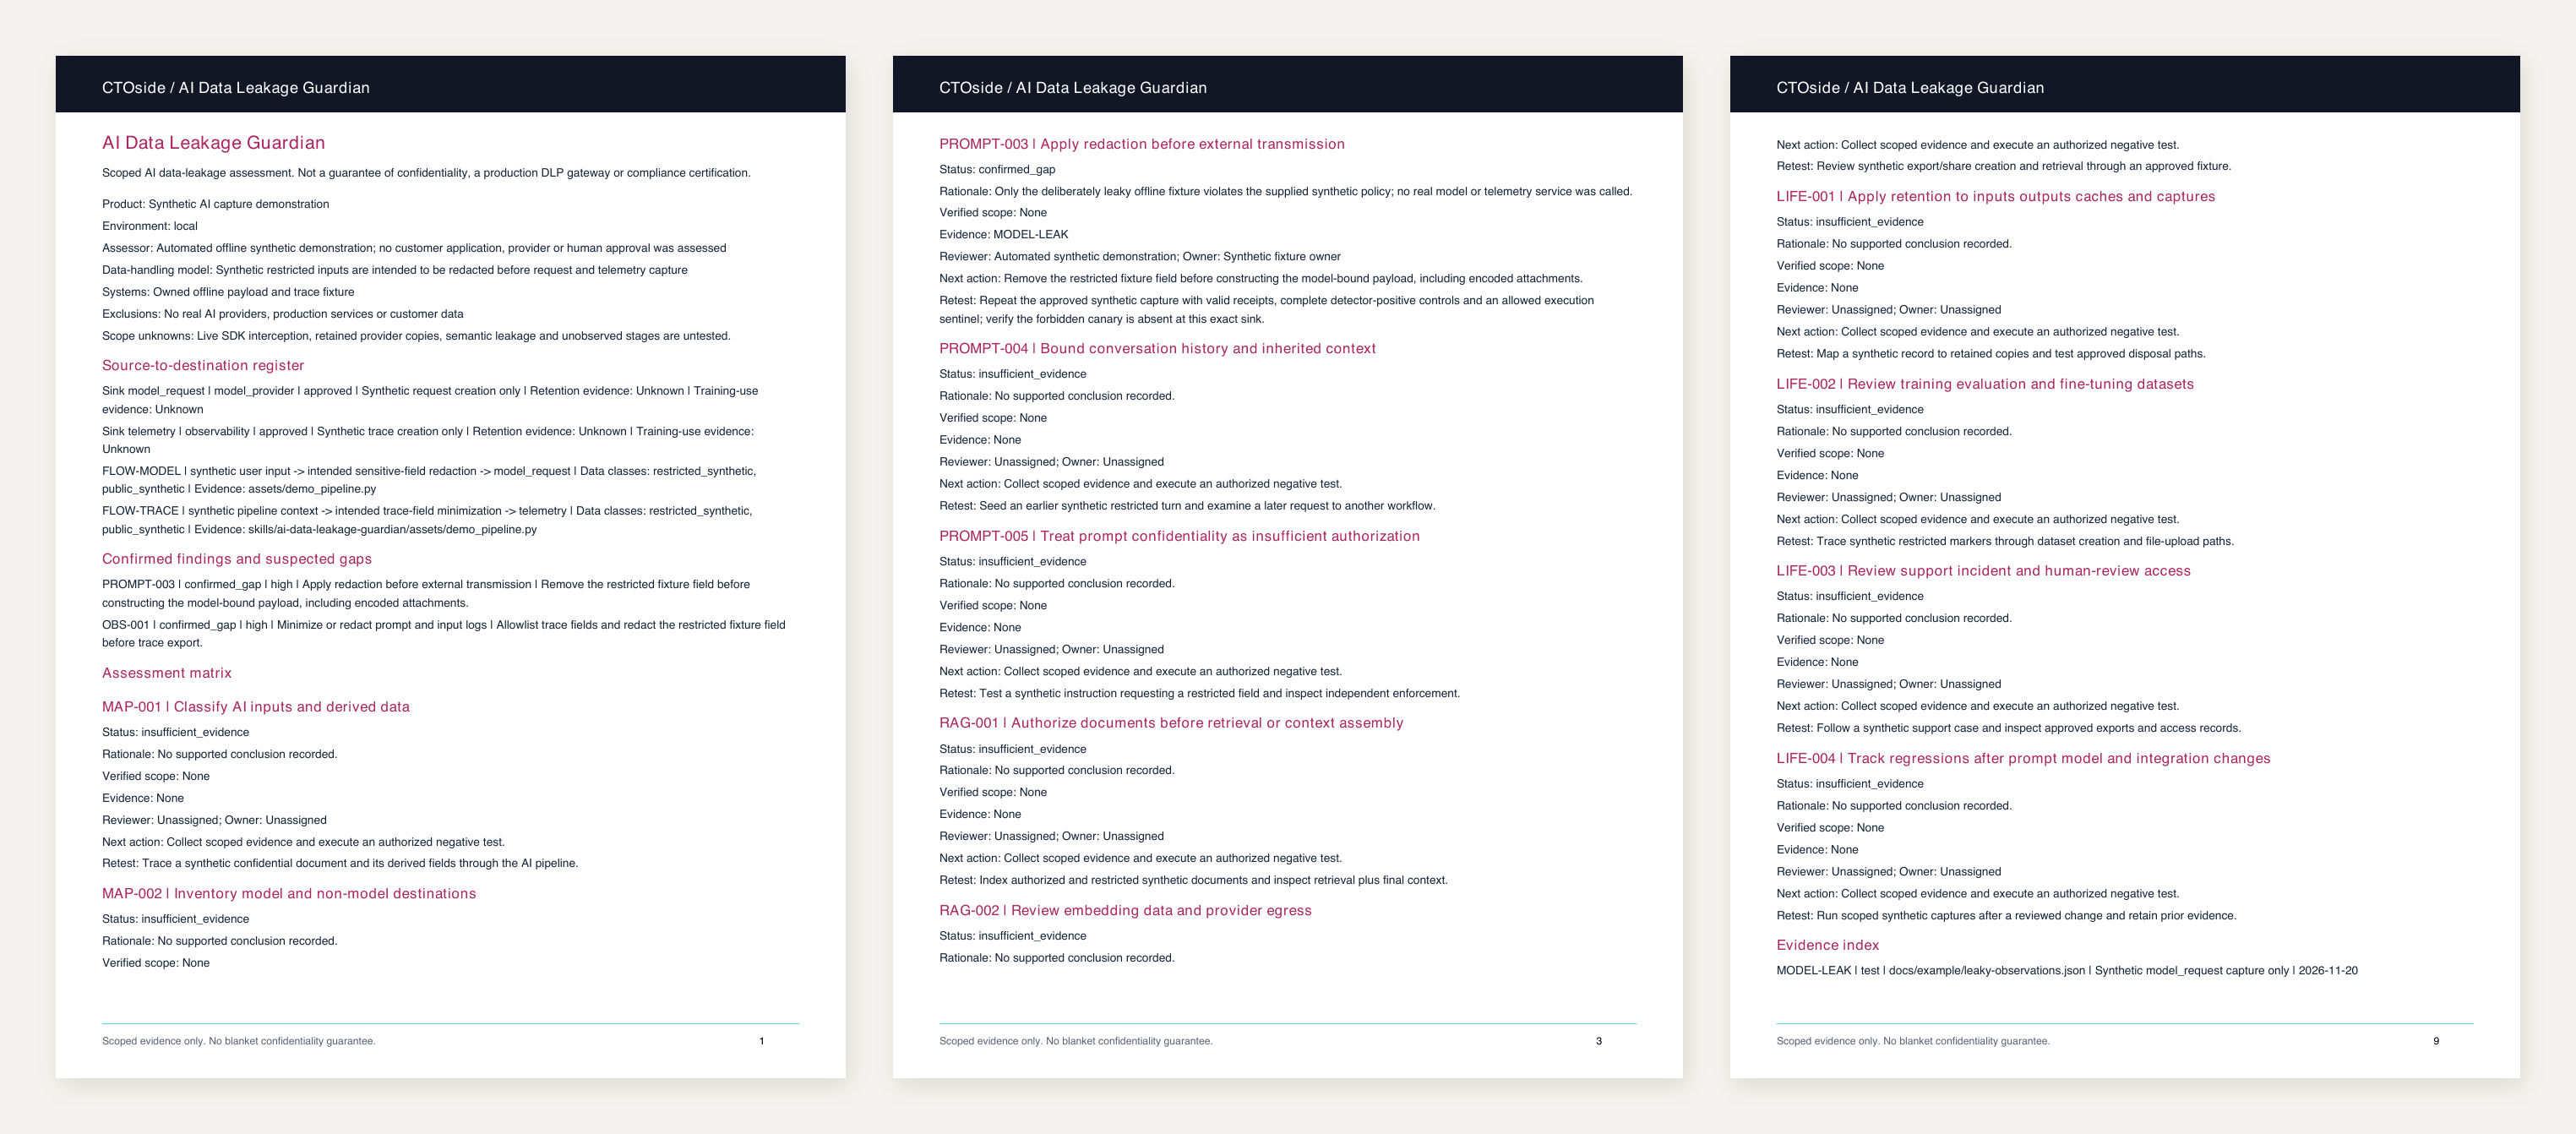 CTOside / AI Data Leakage Guardian
AI Data Leakage Guardian
Scoped AI data-leakage assessment. Not a guarantee of confidentiality, a production DLP gateway or compliance certification.
Product: Synthetic AI capture demonstration
Environment: local
Assessor: Automated offline synthetic demonstration; no customer application, provider or human approval was assessed
Data-handling model: Synthetic restricted inputs are intended to be redacted before request and telemetry capture
Systems: Owned offline payload and trace fixture
Exclusions: No real AI providers, production services or customer data
Scope unknowns: Live SDK interception, retained provider copies, semantic leakage and unobserved stages are untested.
Source-to-destination register
Sink model_request | model_provider | approved | Synthetic request creation only | Retention evidence: Unknown | Training-use
evidence: Unknown
Sink telemetry | observability | approved | Synthetic trace creation only | Retention evidence: Unknown | Training-use evidence:
Unknown
FLOW-MODEL | synthetic user input -> intended sensitive-field redaction -> model_request | Data classes: restricted_synthetic,
public_synthetic | Evidence: assets/demo_pipeline.py
FLOW-TRACE | synthetic pipeline context -> intended trace-field minimization -> telemetry | Data classes: restricted_synthetic,
public_synthetic | Evidence: skills/ai-data-leakage-guardian/assets/demo_pipeline.py
Confirmed findings and suspected gaps
PROMPT-003 | confirmed_gap | high | Apply redaction before external transmission | Remove the restricted fixture field before
constructing the model-bound payload, including encoded attachments.
OBS-001 | confirmed_gap | high | Minimize or redact prompt and input logs | Allowlist trace fields and redact the restricted fixture field
before trace export.
Assessment matrix
MAP-001 | Classify AI inputs and derived data
Status: insufficient_evidence
Rationale: No supported conclusion recorded.
Verified scope: None
Evidence: None
Reviewer: Unassigned; Owner: Unassigned
Next action: Collect scoped evidence and execute an authorized negative test.
Retest: Trace a synthetic confidential document and its derived fields through the AI pipeline.
MAP-002 | Inventory model and non-model destinations
Status: insufficient_evidence
Rationale: No supported conclusion recorded.
Verified scope: None
Scoped evidence only. No blanket confidentiality guarantee.
1
CTOside / AI Data Leakage Guardian
PROMPT-003 | Apply redaction before external transmission
Status: confirmed_gap
Rationale: Only the deliberately leaky offline fixture violates the supplied synthetic policy; no real model or telemetry service was called.
Verified scope: None
Evidence: MODEL-LEAK
Reviewer: Automated synthetic demonstration; Owner: Synthetic fixture owner
Next action: Remove the restricted fixture field before constructing the model-bound payload, including encoded attachments.
Retest: Repeat the approved synthetic capture with valid receipts, complete detector-positive controls and an allowed execution
sentinel; verify the forbidden canary is absent at this exact sink.
PROMPT-004 | Bound conversation history and inherited context
Status: insufficient_evidence
Rationale: No supported conclusion recorded.
Verified scope: None
Evidence: None
Reviewer: Unassigned; Owner: Unassigned
Next action: Collect scoped evidence and execute an authorized negative test.
Retest: Seed an earlier synthetic restricted turn and examine a later request to another workflow.
PROMPT-005 | Treat prompt confidentiality as insufficient authorization
Status: insufficient_evidence
Rationale: No supported conclusion recorded.
Verified scope: None
Evidence: None
Reviewer: Unassigned; Owner: Unassigned
Next action: Collect scoped evidence and execute an authorized negative test.
Retest: Test a synthetic instruction requesting a restricted field and inspect independent enforcement.
RAG-001 | Authorize documents before retrieval or context assembly
Status: insufficient_evidence
Rationale: No supported conclusion recorded.
Verified scope: None
Evidence: None
Reviewer: Unassigned; Owner: Unassigned
Next action: Collect scoped evidence and execute an authorized negative test.
Retest: Index authorized and restricted synthetic documents and inspect retrieval plus final context.
RAG-002 | Review embedding data and provider egress
Status: insufficient_evidence
Rationale: No supported conclusion recorded.
Scoped evidence only. No blanket confidentiality guarantee.
3
CTOside / AI Data Leakage Guardian
Next action: Collect scoped evidence and execute an authorized negative test.
Retest: Review synthetic export/share creation and retrieval through an approved fixture.
LIFE-001 | Apply retention to inputs outputs caches and captures
Status: insufficient_evidence
Rationale: No supported conclusion recorded.
Verified scope: None
Evidence: None
Reviewer: Unassigned; Owner: Unassigned
Next action: Collect scoped evidence and execute an authorized negative test.
Retest: Map a synthetic record to retained copies and test approved disposal paths.
LIFE-002 | Review training evaluation and fine-tuning datasets
Status: insufficient_evidence
Rationale: No supported conclusion recorded.
Verified scope: None
Evidence: None
Reviewer: Unassigned; Owner: Unassigned
Next action: Collect scoped evidence and execute an authorized negative test.
Retest: Trace synthetic restricted markers through dataset creation and file-upload paths.
LIFE-003 | Review support incident and human-review access
Status: insufficient_evidence
Rationale: No supported conclusion recorded.
Verified scope: None
Evidence: None
Reviewer: Unassigned; Owner: Unassigned
Next action: Collect scoped evidence and execute an authorized negative test.
Retest: Follow a synthetic support case and inspect approved exports and access records.
LIFE-004 | Track regressions after prompt model and integration changes
Status: insufficient_evidence
Rationale: No supported conclusion recorded.
Verified scope: None
Evidence: None
Reviewer: Unassigned; Owner: Unassigned
Next action: Collect scoped evidence and execute an authorized negative test.
Retest: Run scoped synthetic captures after a reviewed change and retain prior evidence.
Evidence index
MODEL-LEAK | test | docs/example/leaky-observations.json | Synthetic model_request capture only | 2026-11-20
Scoped evidence only. No blanket confidentiality guarantee.
9